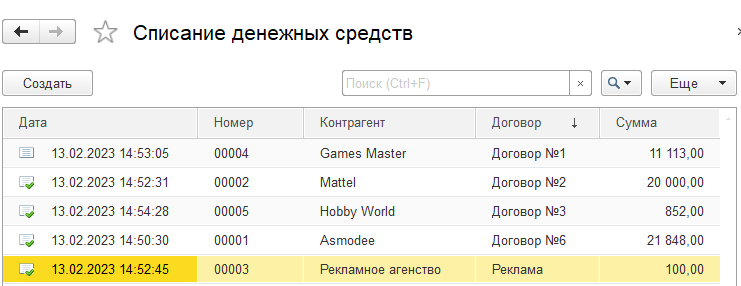 Списание денежных средств
Создать Поиск (Ctrl+F) × Еще
Дата Номер Контрагент Договор ↓ Сумма
13.02.2023 14:53:05 00004 Games Master Договор №1 11 113,00
13.02.2023 14:52:31 00002 Mattel Договор №2 20 000,00
13.02.2023 14:54:28 00005 Hobby World Договор №3 852,00
13.02.2023 14:50:30 00001 Asmodee Договор №6 21 848,00
13.02.2023 14:52:45 00003 Рекламное агенство Реклама 100,00